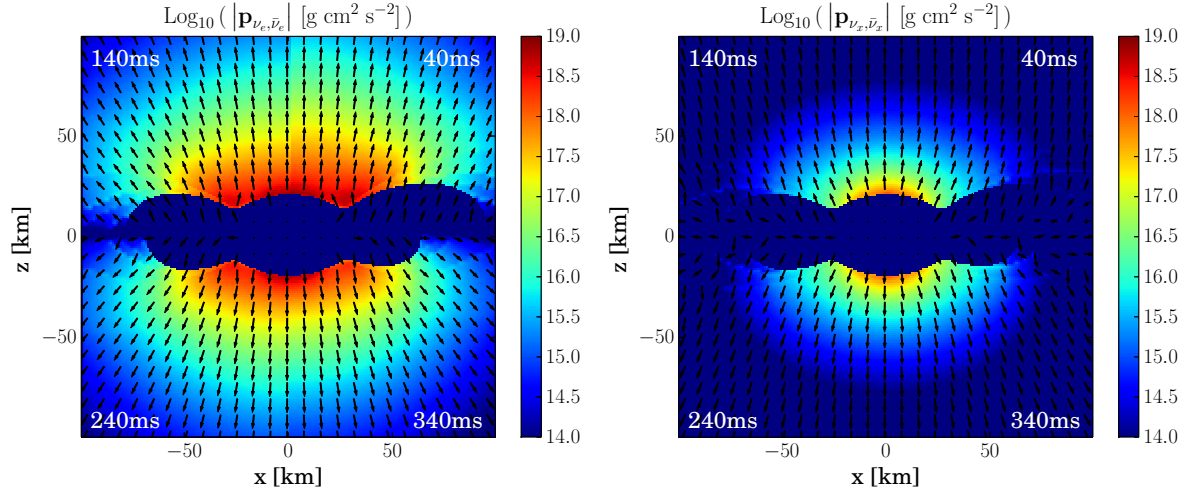 Log₁₀ ( |p_{ν_e,ν̄_e}| [g cm² s⁻²] )
140ms
40ms
240ms
340ms
50
0
−50
−50
0
50
z [km]
x [km]
19.0
18.5
18.0
17.5
17.0
16.5
16.0
15.5
15.0
14.5
14.0
Log₁₀ ( |p_{ν_x,ν̄_x}| [g cm² s⁻²] )
140ms
40ms
240ms
340ms
50
0
−50
−50
0
50
z [km]
x [km]
19.0
18.5
18.0
17.5
17.0
16.5
16.0
15.5
15.0
14.5
14.0